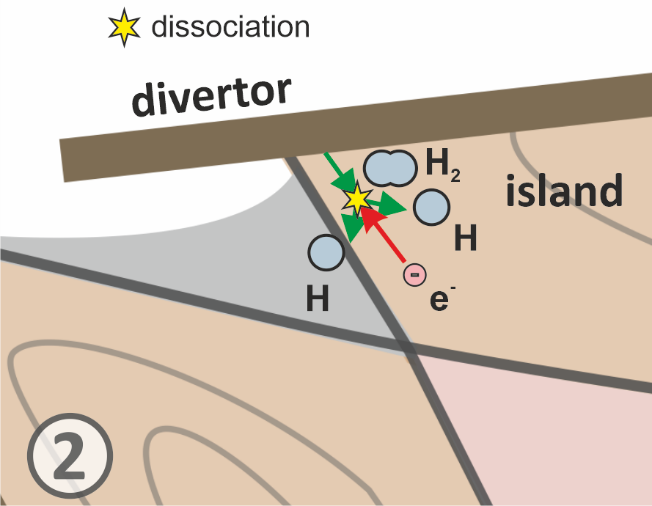 dissociation
divertor
H₂
island
H
H
e⁻
2